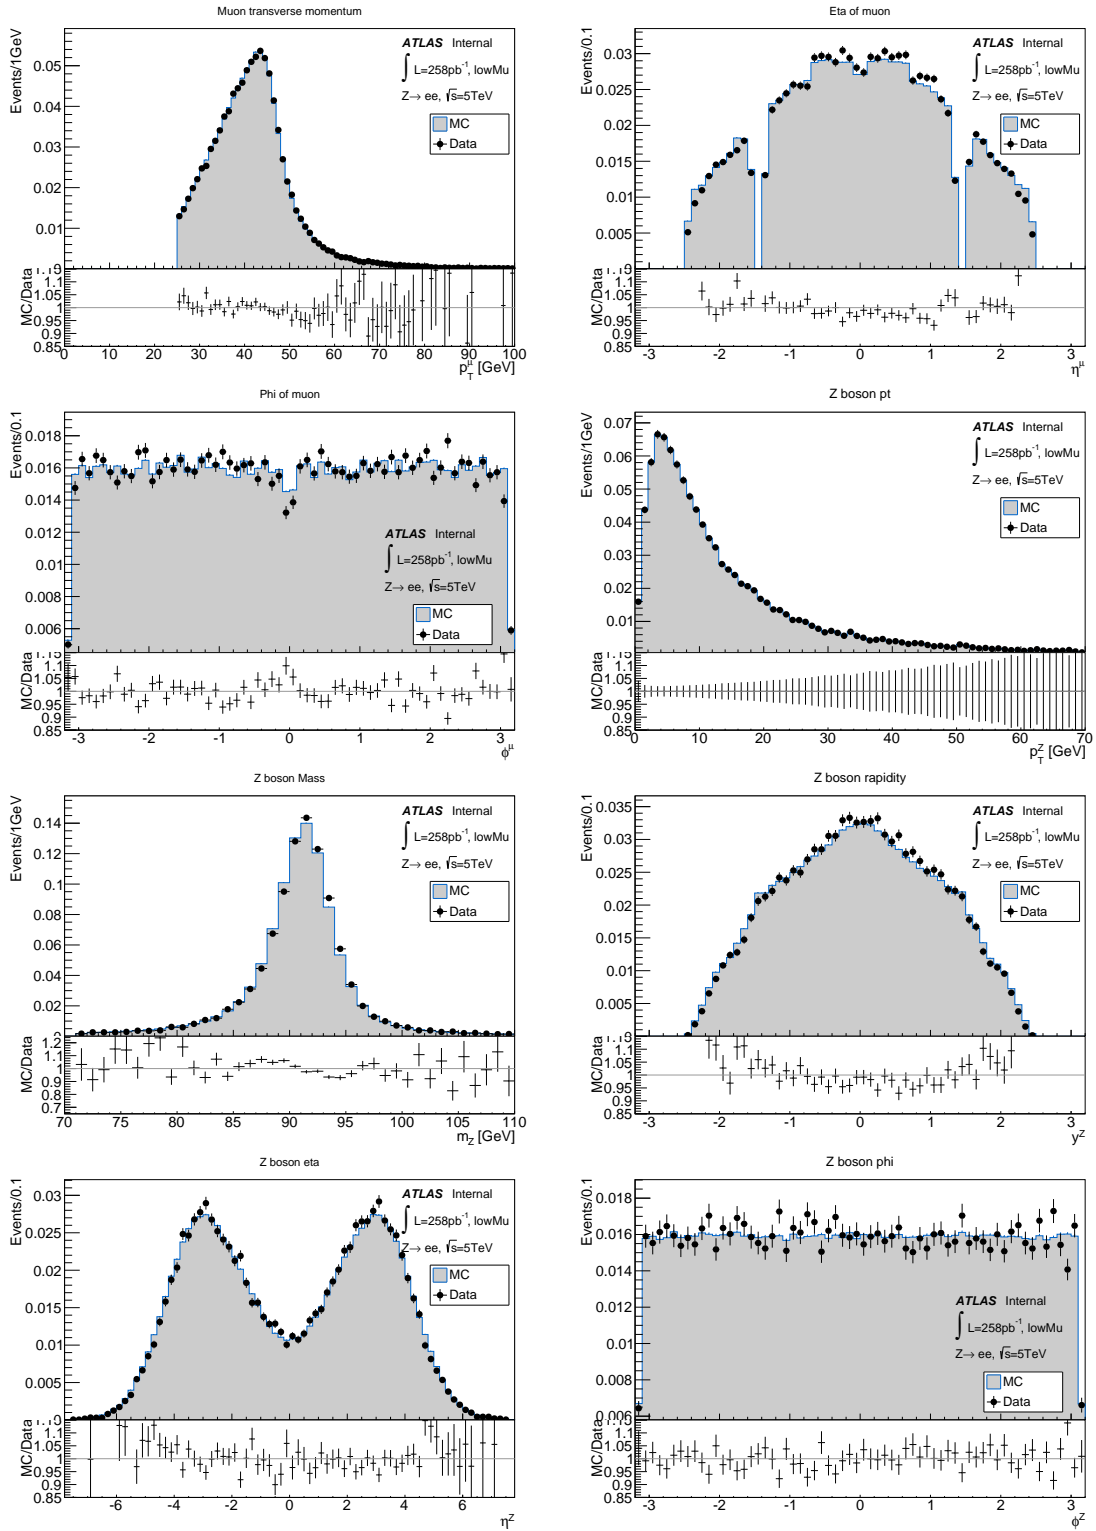 Muon transverse momentum
Events/1GeV
ATLAS Internal
∫ L=258pb⁻¹, lowMu
Z→ ee, √s=5TeV
MC
Data
0.05
0.04
0.03
0.02
0.01
MC/Data
1.1
1.05
1
0.95
0.9
0.85
0 10 20 30 40 50 60 70 80 90 100
p_T^μ [GeV]
Eta of muon
Events/0.1
ATLAS Internal
∫ L=258pb⁻¹, lowMu
Z→ ee, √s=5TeV
MC
Data
0.03
0.025
0.02
0.015
0.01
0.005
MC/Data
1.1
1.05
1
0.95
0.9
0.85
-3 -2 -1 0 1 2 3
η^μ
Phi of muon
Events/0.1
0.018
0.016
0.014
0.012
0.01
0.008
0.006
ATLAS Internal
∫ L=258pb⁻¹, lowMu
Z→ ee, √s=5TeV
MC
Data
MC/Data
1.15
1.1
1.05
1
0.95
0.9
0.85
-3 -2 -1 0 1 2 3
ϕ^μ
Z boson pt
Events/1GeV
ATLAS Internal
∫ L=258pb⁻¹, lowMu
Z→ ee, √s=5TeV
MC
Data
0.07
0.06
0.05
0.04
0.03
0.02
0.01
MC/Data
1.15
1.1
1.05
1
0.95
0.9
0.85
0 10 20 30 40 50 60 70
p_T^Z [GeV]
Z boson Mass
Events/1GeV
ATLAS Internal
∫ L=258pb⁻¹, lowMu
Z→ ee, √s=5TeV
MC
Data
0.14
0.12
0.1
0.08
0.06
0.04
0.02
0
MC/Data
1.2
1.1
1
0.9
0.8
0.7
70 75 80 85 90 95 100 105 110
m_Z [GeV]
Z boson rapidity
Events/0.1
ATLAS Internal
∫ L=258pb⁻¹, lowMu
Z→ ee, √s=5TeV
MC
Data
0.035
0.03
0.025
0.02
0.015
0.01
0.005
MC/Data
1.15
1.1
1.05
1
0.95
0.9
0.85
-3 -2 -1 0 1 2 3
y^Z
Z boson eta
Events/0.1
ATLAS Internal
∫ L=258pb⁻¹, lowMu
Z→ ee, √s=5TeV
MC
Data
0.03
0.025
0.02
0.015
0.01
0.005
MC/Data
1.1
1.05
1
0.95
0.9
0.85
-6 -4 -2 0 2 4 6
η^Z
Z boson phi
Events/0.1
0.018
0.016
0.014
0.012
0.01
0.008
0.006
ATLAS Internal
∫ L=258pb⁻¹, lowMu
Z→ ee, √s=5TeV
MC
Data
MC/Data
1.1
1.05
1
0.95
0.9
0.85
-3 -2 -1 0 1 2 3
ϕ^Z